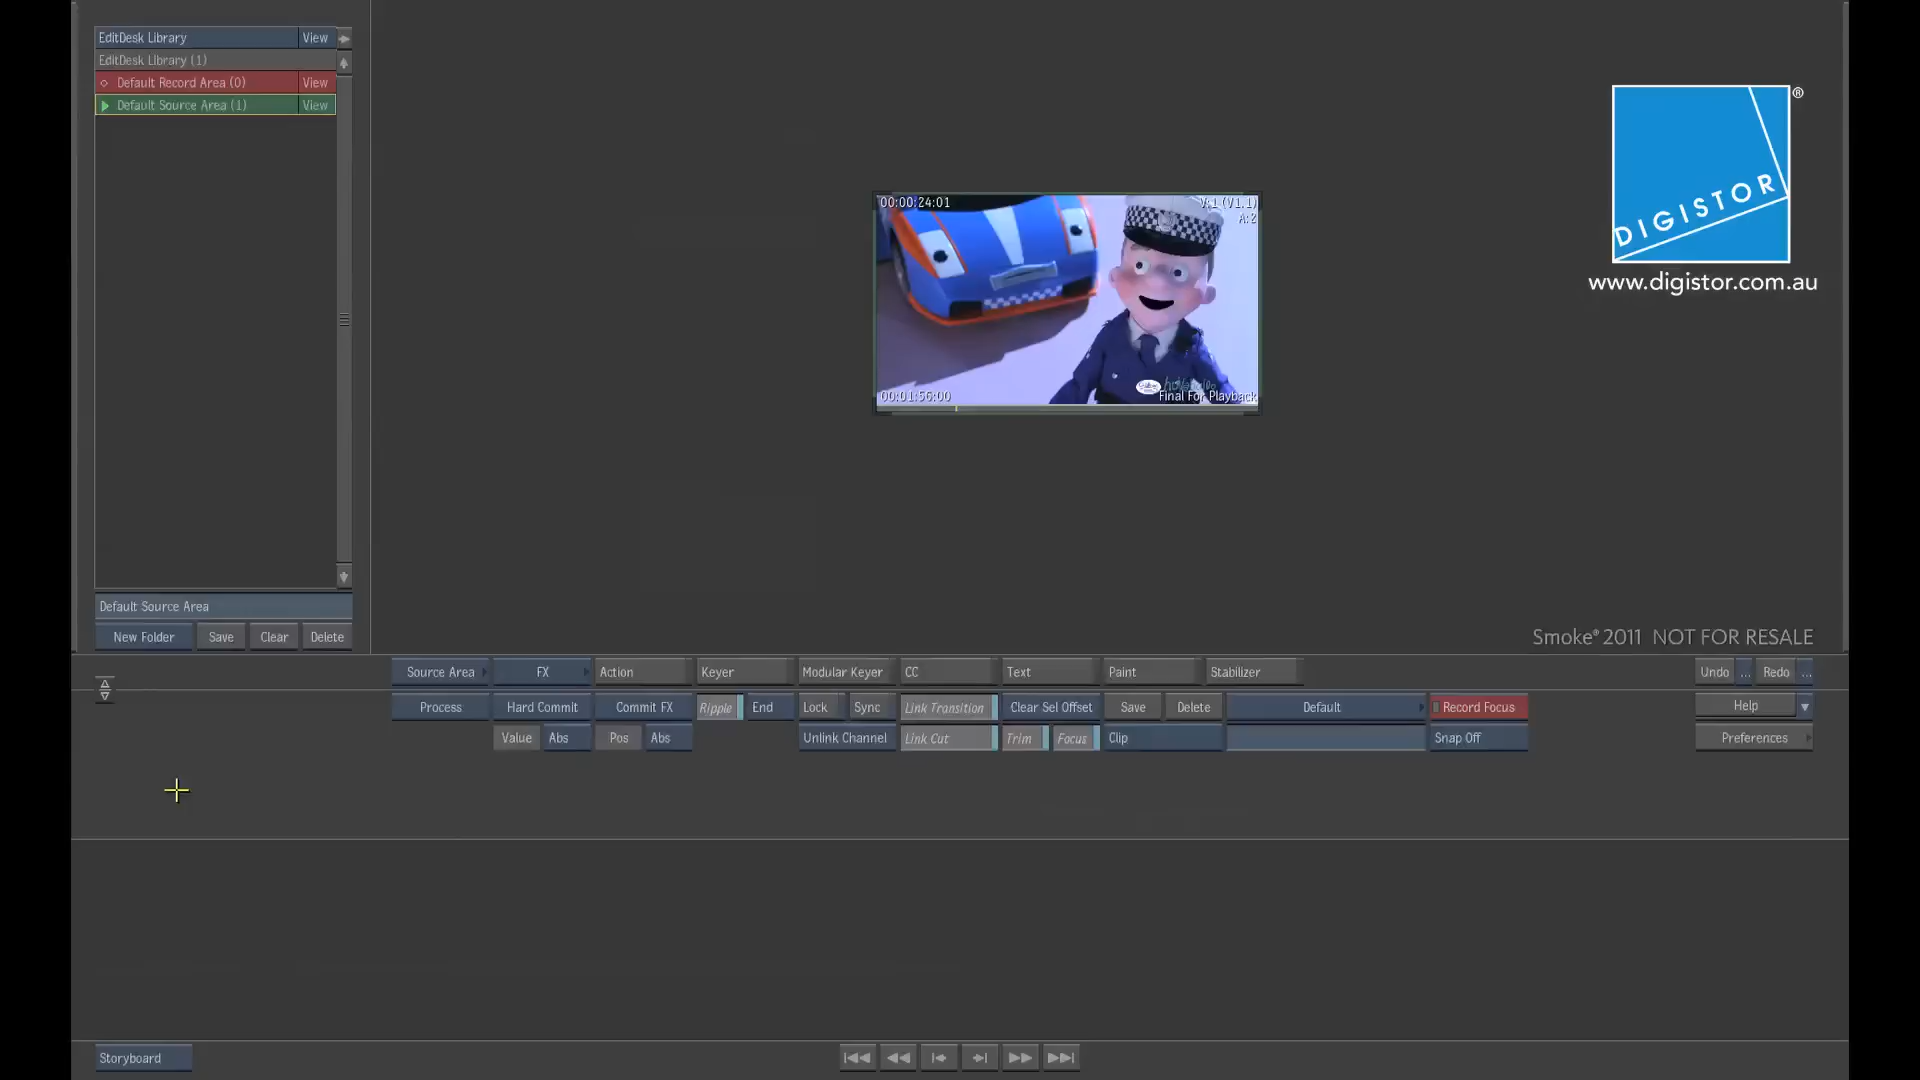 EditDesk Library View
EditDesk Library (1)
Default Record Area (0) View
Default Source Area (1) View
Default Source Area
New Folder Save Clear Delete
00:00:24:01 V:1 (V1.1)
A:2
00:01:56:00 Final For Playback
®
DIGISTOR
www.digistor.com.au
Smoke® 2011 NOT FOR RESALE
Source Area FX Action Keyer Modular Keyer CC Text Paint Stabilizer Undo ... Redo ...
Process Hard Commit Commit FX Ripple End Lock Sync Link Transition Clear Sel Offset Save Delete Default Record Focus Help
Value Abs Pos Abs Unlink Channel Link Cut Trim Focus Clip Snap Off Preferences
Storyboard